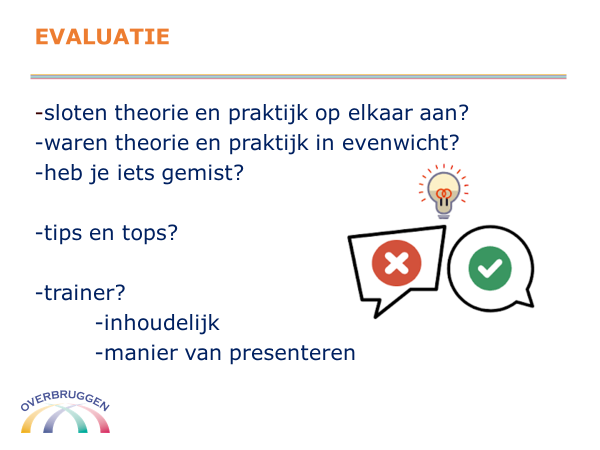 EVALUATIE
-sloten theorie en praktijk op elkaar aan?
-waren theorie en praktijk in evenwicht?
-heb je iets gemist?
-tips en tops?
-trainer?
-inhoudelijk
-manier van presenteren
OVERBRUGGEN